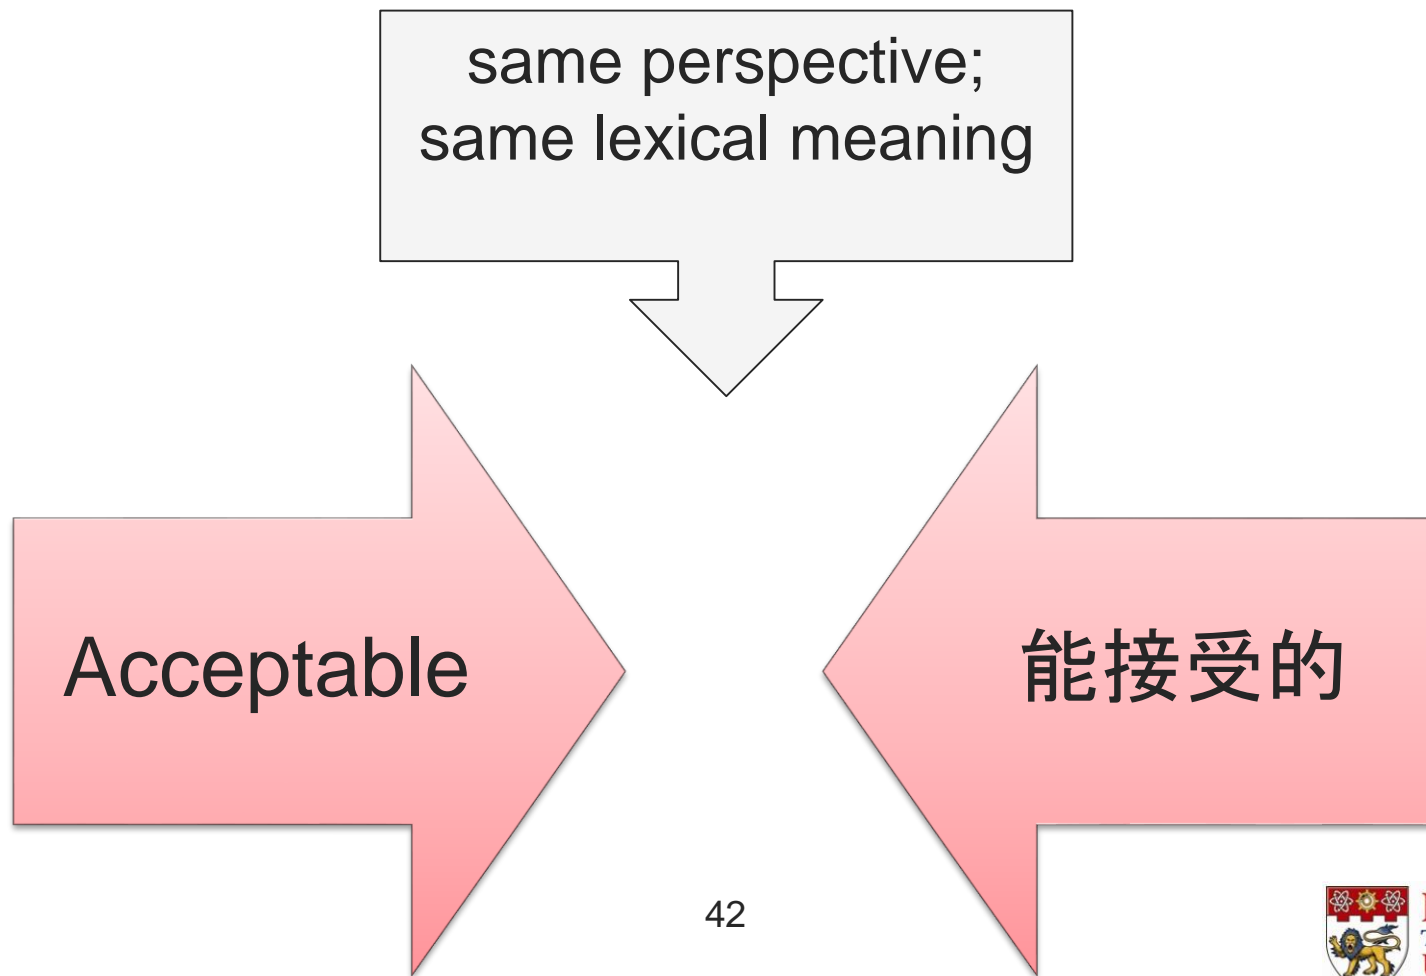 same perspective;
same lexical meaning
Acceptable
能接受的
42